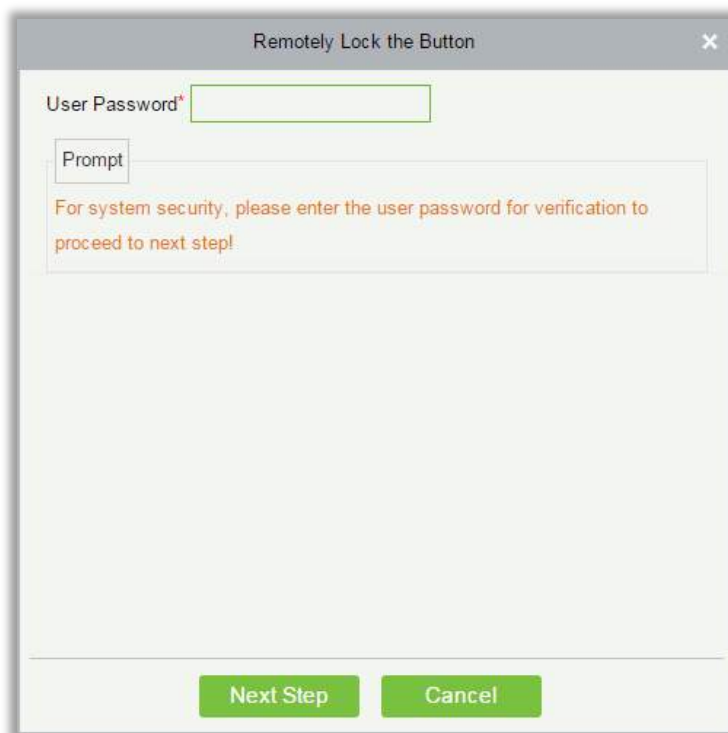 Remotely Lock the Button
User Password*
Prompt
For system security, please enter the user password for verification to
proceed to next step!
Next Step Cancel